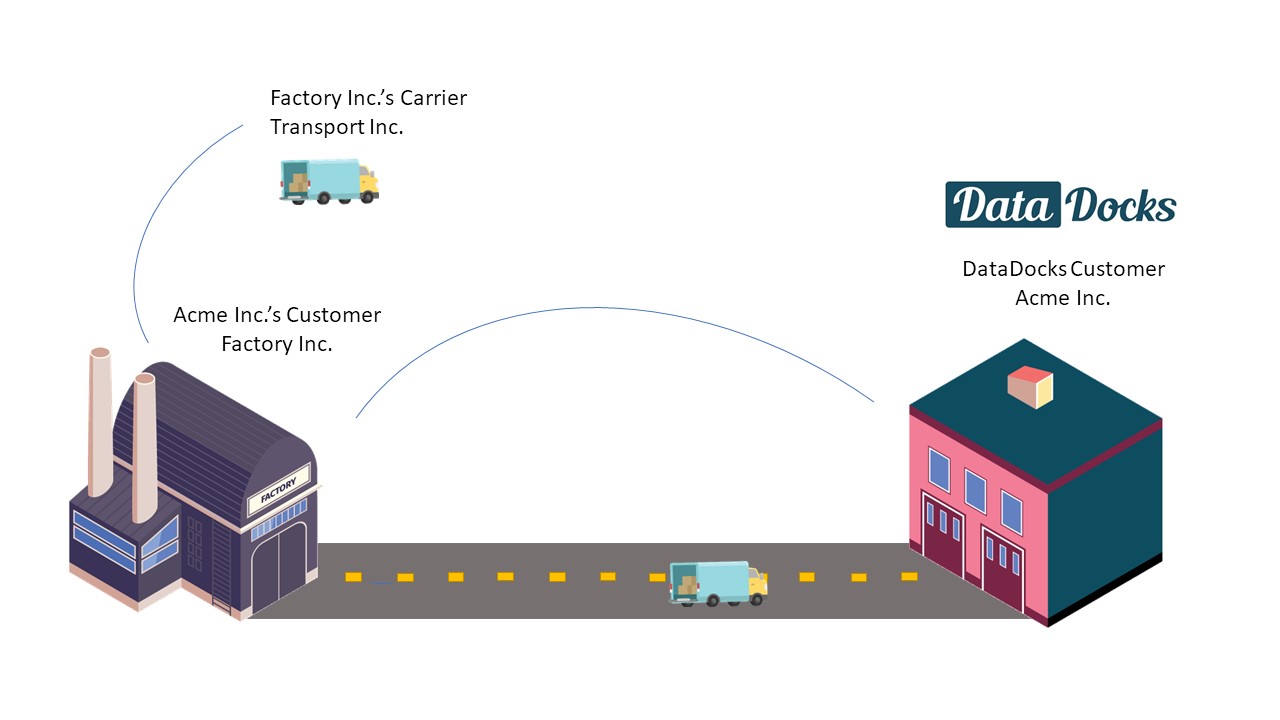 Factory Inc.’s Carrier
Transport Inc.
Data Docks
DataDocks Customer
Acme Inc.
Acme Inc.’s Customer
Factory Inc.
FACTORY